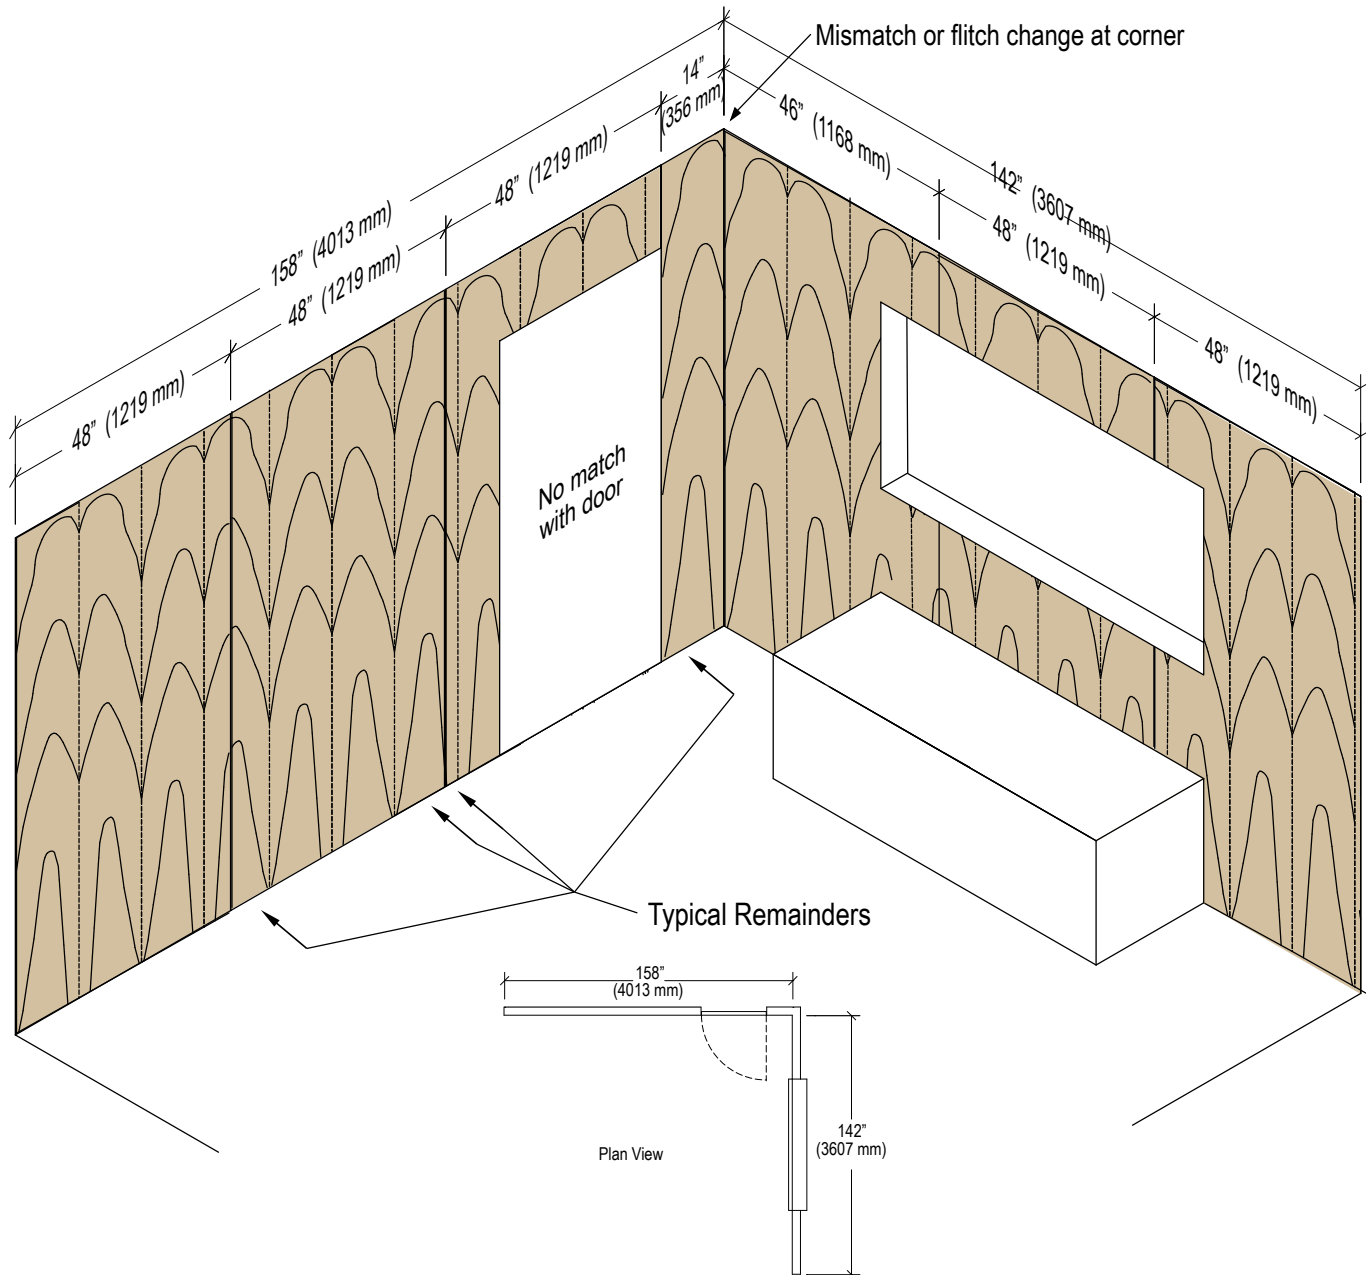 Mismatch or flitch change at corner
14”
(356 mm)
46” (1168 mm)
142” (3607 mm)
48” (1219 mm)
48” (1219 mm)
158” (4013 mm)
48” (1219 mm)
48” (1219 mm)
48” (1219 mm)
No match
with door
Typical Remainders
158”
(4013 mm)
142”
(3607 mm)
Plan View